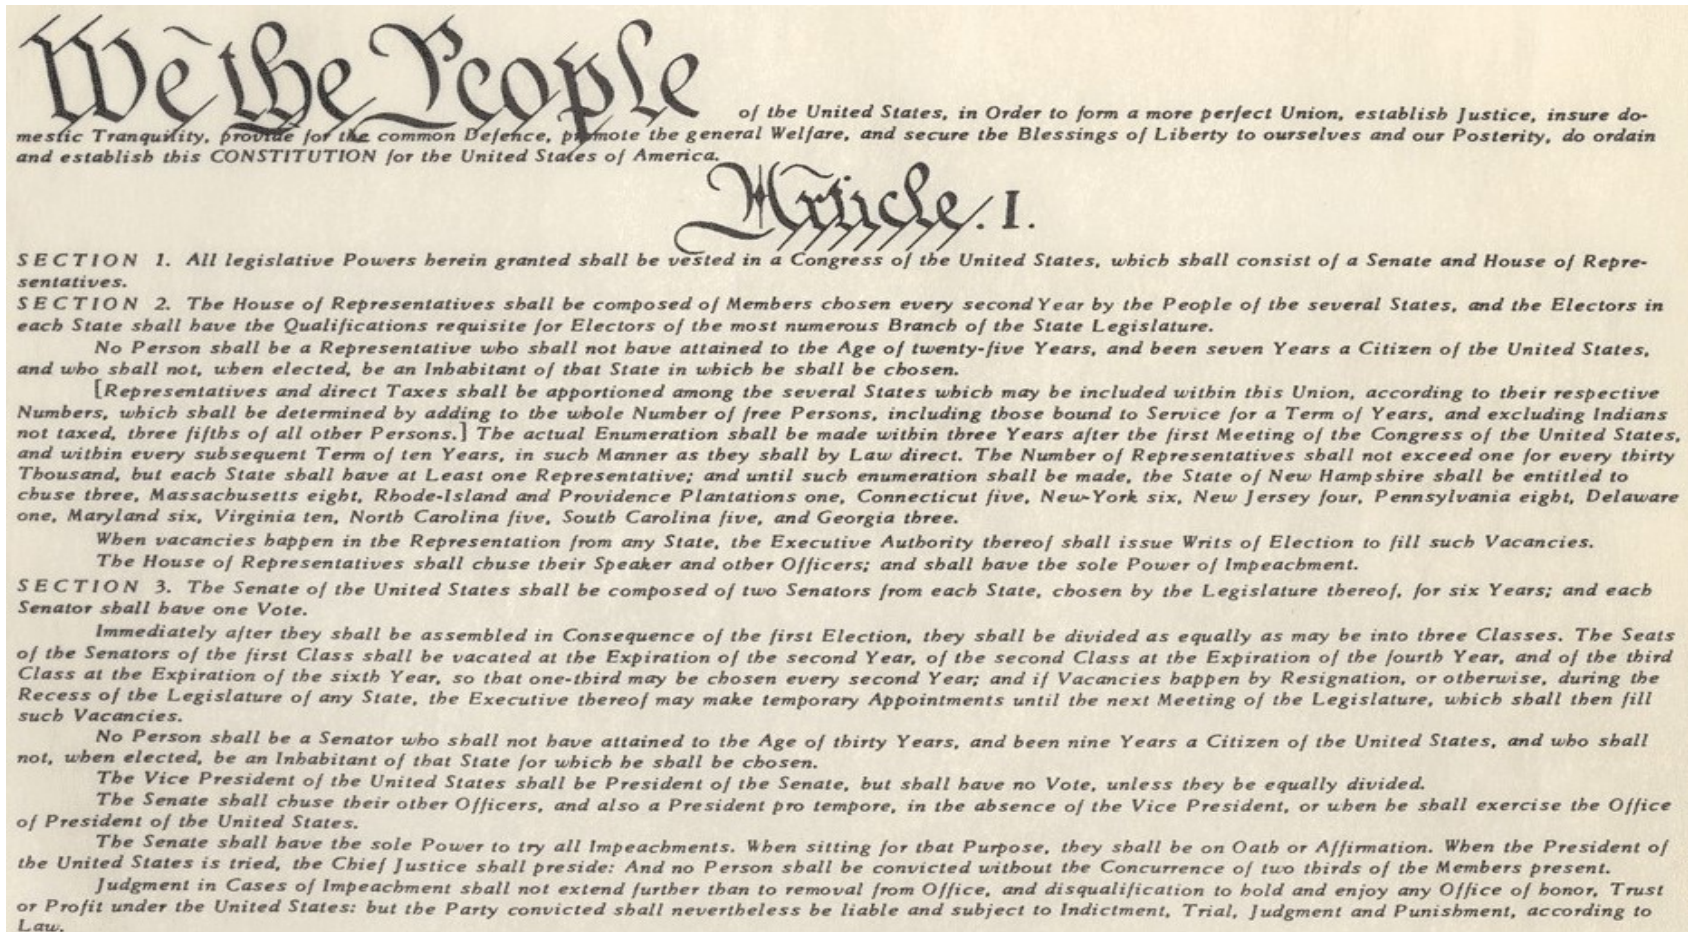 We the People of the United States, in Order to form a more perfect Union, establish Justice, insure do-
mestic Tranquility, provide for the common Defence, promote the general Welfare, and secure the Blessings of Liberty to ourselves and our Posterity, do ordain
and establish this CONSTITUTION for the United States of America.
Article. I.
SECTION 1. All legislative Powers herein granted shall be vested in a Congress of the United States, which shall consist of a Senate and House of Repre-
sentatives.
SECTION 2. The House of Representatives shall be composed of Members chosen every second Year by the People of the several States, and the Electors in
each State shall have the Qualifications requisite for Electors of the most numerous Branch of the State Legislature.
No Person shall be a Representative who shall not have attained to the Age of twenty-five Years, and been seven Years a Citizen of the United States,
and who shall not, when elected, be an Inhabitant of that State in which he shall be chosen.
[Representatives and direct Taxes shall be apportioned among the several States which may be included within this Union, according to their respective
Numbers, which shall be determined by adding to the whole Number of free Persons, including those bound to Service for a Term of Years, and excluding Indians
not taxed, three fifths of all other Persons.] The actual Enumeration shall be made within three Years after the first Meeting of the Congress of the United States,
and within every subsequent Term of ten Years, in such Manner as they shall by Law direct. The Number of Representatives shall not exceed one for every thirty
Thousand, but each State shall have at Least one Representative; and until such enumeration shall be made, the State of New Hampshire shall be entitled to
chuse three, Massachusetts eight, Rhode-Island and Providence Plantations one, Connecticut five, New-York six, New Jersey four, Pennsylvania eight, Delaware
one, Maryland six, Virginia ten, North Carolina five, South Carolina five, and Georgia three.
When vacancies happen in the Representation from any State, the Executive Authority thereof shall issue Writs of Election to fill such Vacancies.
The House of Representatives shall chuse their Speaker and other Officers; and shall have the sole Power of Impeachment.
SECTION 3. The Senate of the United States shall be composed of two Senators from each State, chosen by the Legislature thereof, for six Years; and each
Senator shall have one Vote.
Immediately after they shall be assembled in Consequence of the first Election, they shall be divided as equally as may be into three Classes. The Seats
of the Senators of the first Class shall be vacated at the Expiration of the second Year, of the second Class at the Expiration of the fourth Year, and of the third
Class at the Expiration of the sixth Year, so that one-third may be chosen every second Year; and if Vacancies happen by Resignation, or otherwise, during the
Recess of the Legislature of any State, the Executive thereof may make temporary Appointments until the next Meeting of the Legislature, which shall then fill
such Vacancies.
No Person shall be a Senator who shall not have attained to the Age of thirty Years, and been nine Years a Citizen of the United States, and who shall
not, when elected, be an Inhabitant of that State for which he shall be chosen.
The Vice President of the United States shall be President of the Senate, but shall have no Vote, unless they be equally divided.
The Senate shall chuse their other Officers, and also a President pro tempore, in the absence of the Vice President, or when he shall exercise the Office
of President of the United States.
The Senate shall have the sole Power to try all Impeachments. When sitting for that Purpose, they shall be on Oath or Affirmation. When the President of
the United States is tried, the Chief Justice shall preside: And no Person shall be convicted without the Concurrence of two thirds of the Members present.
Judgment in Cases of Impeachment shall not extend further than to removal from Office, and disqualification to hold and enjoy any Office of honor, Trust
or Profit under the United States: but the Party convicted shall nevertheless be liable and subject to Indictment, Trial, Judgment and Punishment, according to
Law.